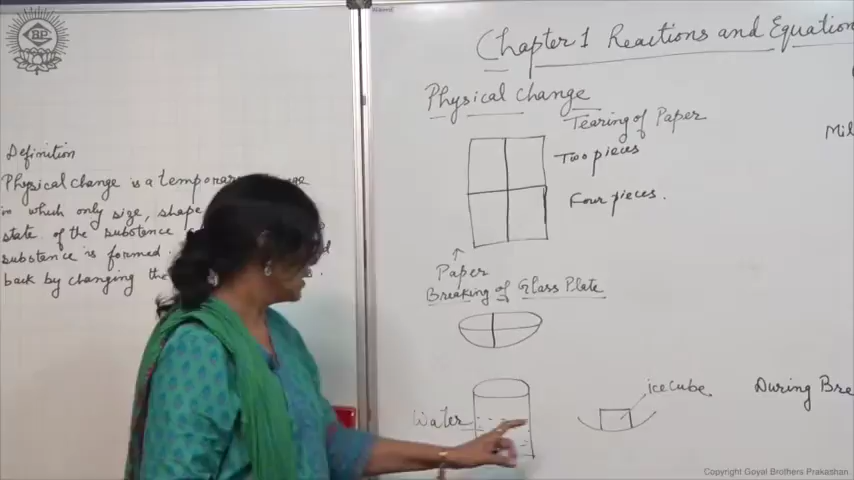 BP
Chapter 1 Reactions and Equation
Definition
Physical change is a temporary
in which only size, shape
state of the substance
substance is formed.
back by changing the
Physical change
Tearing of Paper
Two pieces
Four pieces.
Paper
Breaking of Glass Plate
Water
ice cube
Mil
During Bre
Copyright Goyal Brothers Prakashan.